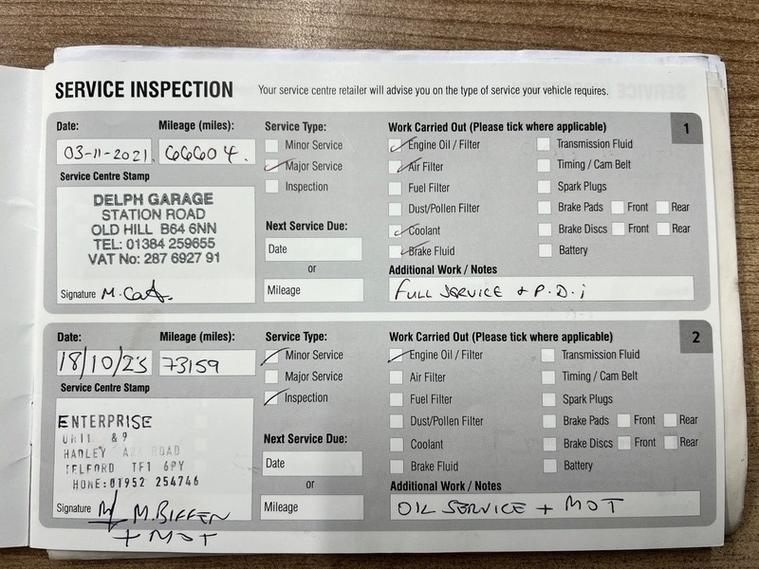 SERVICE INSPECTION Your service centre retailer will advise you on the type of service your vehicle requires.
1
Date: Mileage (miles): Service Type: Work Carried Out (Please tick where applicable)
03-11-2021. 66604.
Minor Service Engine Oil / Filter Transmission Fluid
Major Service Air Filter Timing / Cam Belt
Inspection Fuel Filter Spark Plugs
Dust/Pollen Filter Brake Pads Front Rear
Coolant Brake Discs Front Rear
Brake Fluid Battery
Service Centre Stamp
DELPH GARAGE
STATION ROAD
OLD HILL B64 6NN
TEL: 01384 259655
VAT No: 287 6927 91
Signature M.
Next Service Due:
Date
or
Mileage
Additional Work / Notes
FULL SERVICE + P.D.i
2
Date: Mileage (miles): Service Type: Work Carried Out (Please tick where applicable)
18/10/23 73159
Minor Service Engine Oil / Filter Transmission Fluid
Major Service Air Filter Timing / Cam Belt
Inspection Fuel Filter Spark Plugs
Dust/Pollen Filter Brake Pads Front Rear
Coolant Brake Discs Front Rear
Brake Fluid Battery
Service Centre Stamp
ENTERPRISE
& 9
HADLEY ROAD
TELFORD TF1 6PY
HONE:01952 254746
Signature M.BIFFEN
+ MOT
Next Service Due:
Date
or
Mileage
Additional Work / Notes
OIL SERVICE + MOT